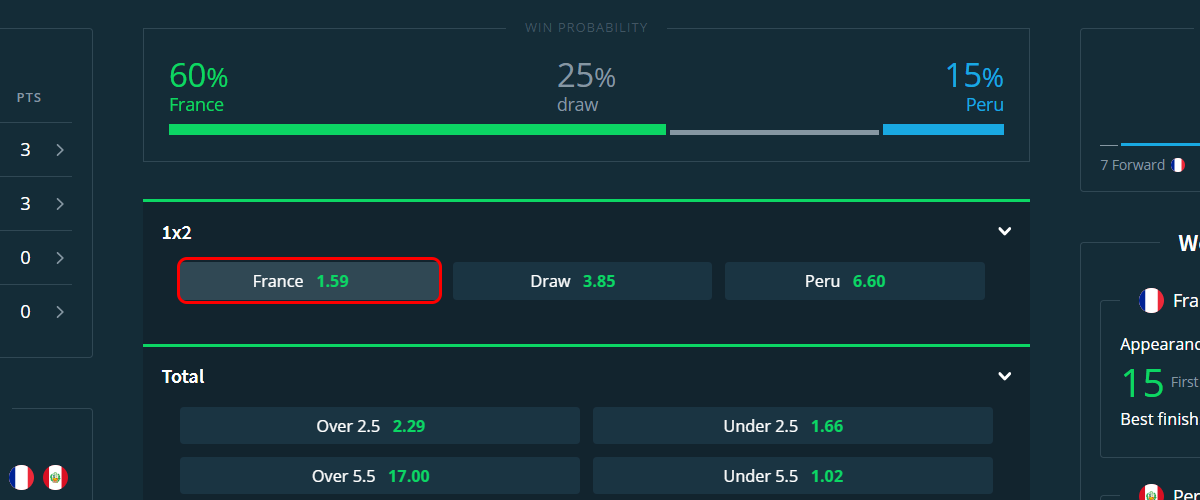 WIN PROBABILITY
60% 25% 15%
France draw Peru
PTS
3
3
0
0
1x2
France 1.59 Draw 3.85 Peru 6.60
Total
Over 2.5 2.29 Under 2.5 1.66
Over 5.5 17.00 Under 5.5 1.02
7 Forward
W
Fra
Appearanc
15 First
Best finish
Per